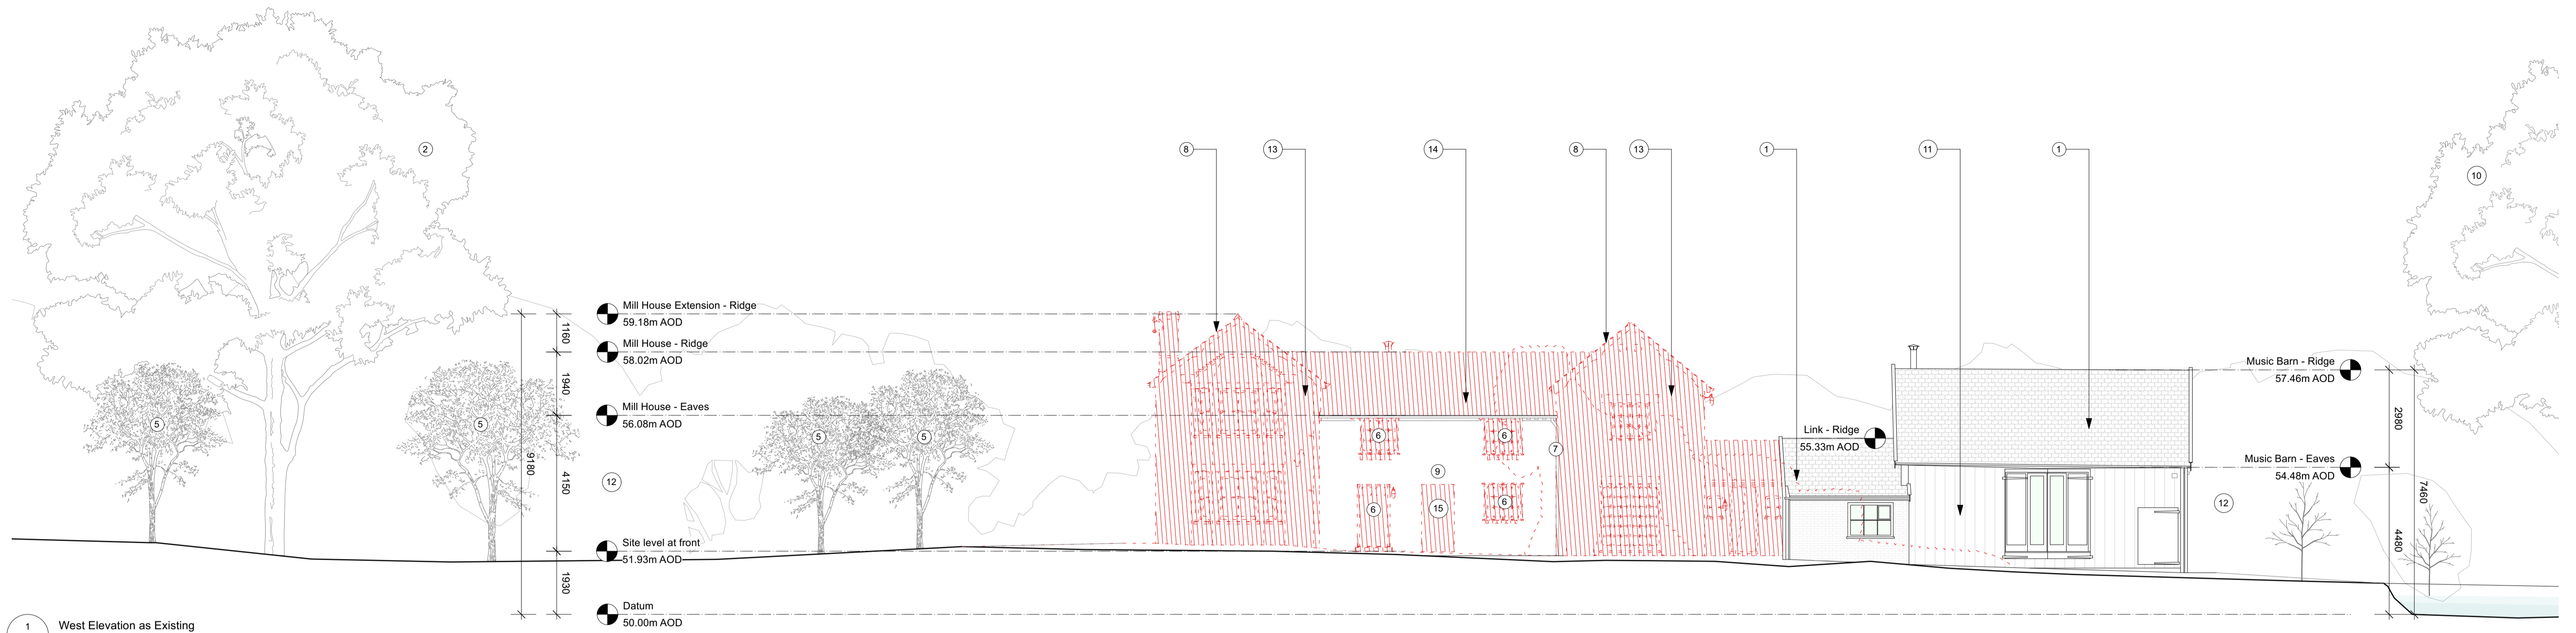 2
8
13
14
8
13
1
11
1
10
Mill House Extension - Ridge
59.18m AOD
1160
Mill House - Ridge
58.02m AOD
1940
Mill House - Eaves
56.08m AOD
Music Barn - Ridge
57.46m AOD
2980
Link - Ridge
55.33m AOD
Music Barn - Eaves
54.48m AOD
5
5
5
5
6
6
7
9
9180
4150
12
6
15
6
12
7460
4480
Site level at front
51.93m AOD
1930
Datum
50.00m AOD
1
West Elevation as Existing